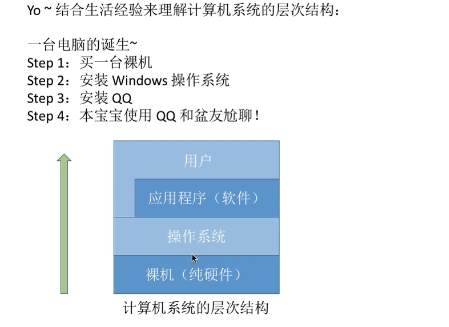 Yo ~ 结合生活经验来理解计算机系统的层次结构：
一台电脑的诞生~
Step 1：买一台裸机
Step 2：安装 Windows 操作系统
Step 3：安装 QQ
Step 4：本宝宝使用 QQ 和盆友尬聊！
用户
应用程序（软件）
操作系统
裸机（纯硬件）
计算机系统的层次结构